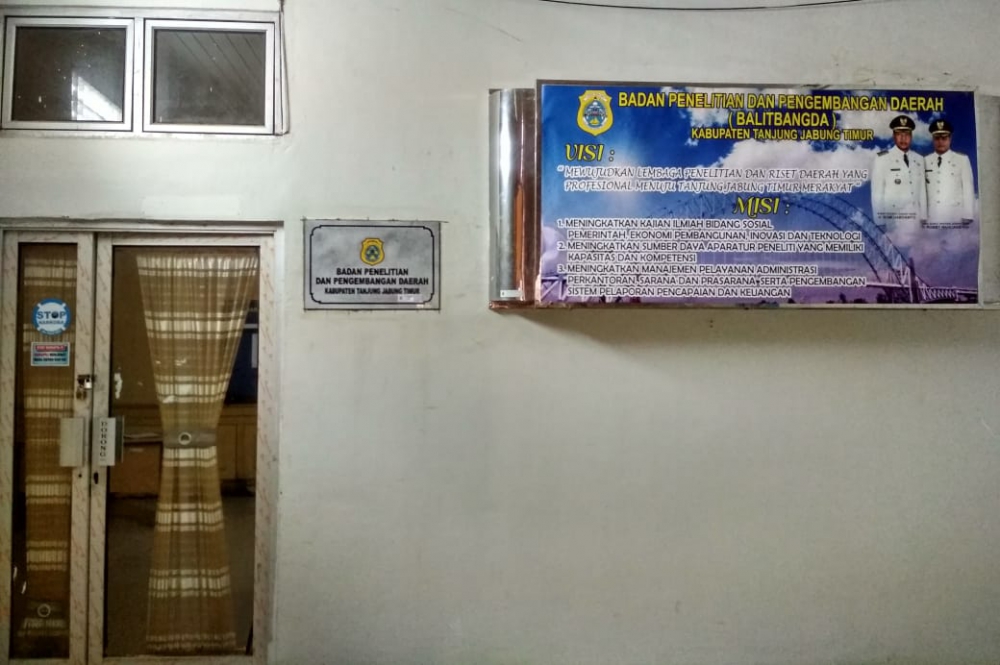 BADAN PENELITIAN DAN PENGEMBANGAN DAERAH
( BALITBANGDA )
KABUPATEN TANJUNG JABUNG TIMUR
VISI :
" MEWUJUDKAN LEMBAGA PENELITIAN DAN RISET DAERAH YANG
PROFESIONAL MENUJU TANJUNG JABUNG TIMUR MERAKYAT "
MISI :
1. MENINGKATKAN KAJIAN ILMIAH BIDANG SOSIAL
PEMERINTAH, EKONOMI PEMBANGUNAN, INOVASI DAN TEKNOLOGI
2. MENINGKATKAN SUMBER DAYA APARATUR PENELITI YANG MEMILIKI
KAPASITAS DAN KOMPETENSI
3. MENINGKATKAN MANAJEMEN PELAYANAN ADMINISTRASI
PERKANTORAN, SARANA DAN PRASARANA, SERTA PENGEMBANGAN
SISTEM PELAPORAN PENCAPAIAN DAN KEUANGAN
BADAN PENELITIAN
DAN PENGEMBANGAN DAERAH
KABUPATEN TANJUNG JABUNG TIMUR
STOP
DORONG